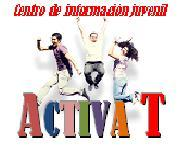 Centro de Información juvenil
ACTIVA'T